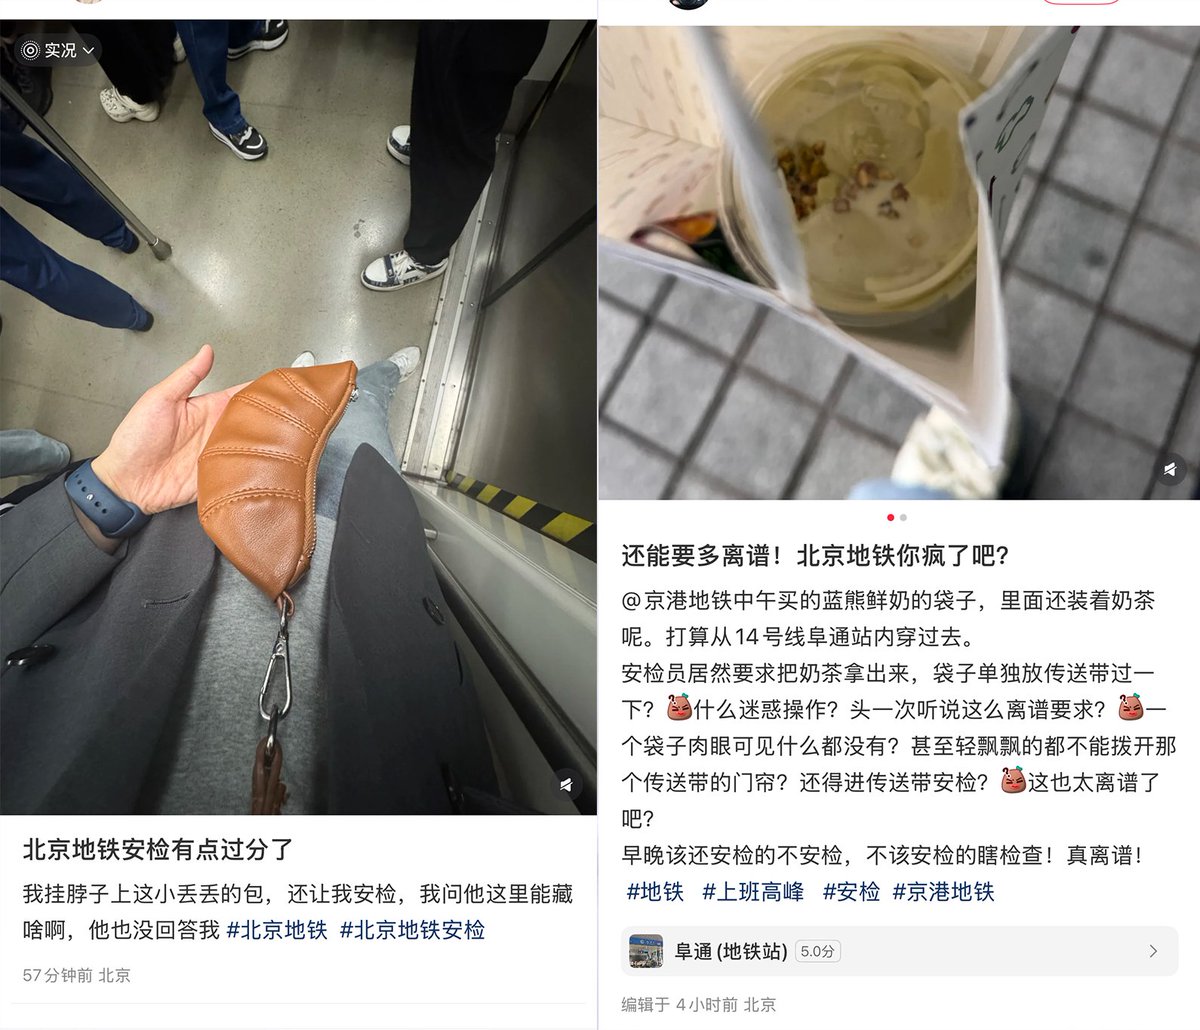 实况
北京地铁安检有点过分了
我挂脖子上这小丢丢的包，还让我安检，我问他这里能藏
啥啊，他也没回答我 #北京地铁 #北京地铁安检
57分钟前 北京
还能要多离谱！北京地铁你疯了吧？
@京港地铁中午买的蓝熊鲜奶的袋子，里面还装着奶茶
呢。打算从14号线阜通站内穿过去。
安检员居然要求把奶茶拿出来，袋子单独放传送带过一
下？什么迷惑操作？头一次听说这么离谱要求？一
个袋子肉眼可见什么都没有？甚至轻飘飘的都不能拨开那
个传送带的门帘？还得进传送带安检？这也太离谱了
吧？
早晚该还安检的不安检，不该安检的瞎检查！真离谱！
#地铁 #上班高峰 #安检 #京港地铁
阜通(地铁站) 5.0分
编辑于 4小时前 北京